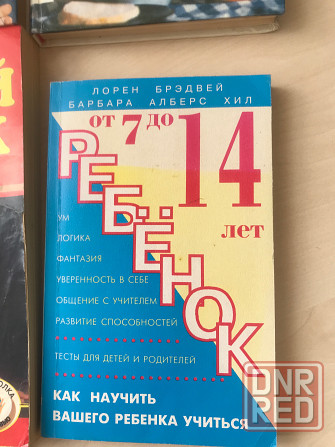 ЛОРЕН БРЭДВЕЙ
БАРБАРА АЛБЕРС ХИЛ
от 7 до 14 лет
РЕБЁНОК
УМ
ЛОГИКА
ФАНТАЗИЯ
УВЕРЕННОСТЬ В СЕБЕ
ОБЩЕНИЕ С УЧИТЕЛЕМ
РАЗВИТИЕ СПОСОБНОСТЕЙ
ТЕСТЫ ДЛЯ ДЕТЕЙ И РОДИТЕЛЕЙ
КАК НАУЧИТЬ
ВАШЕГО РЕБЕНКА УЧИТЬСЯ
DNR
RED